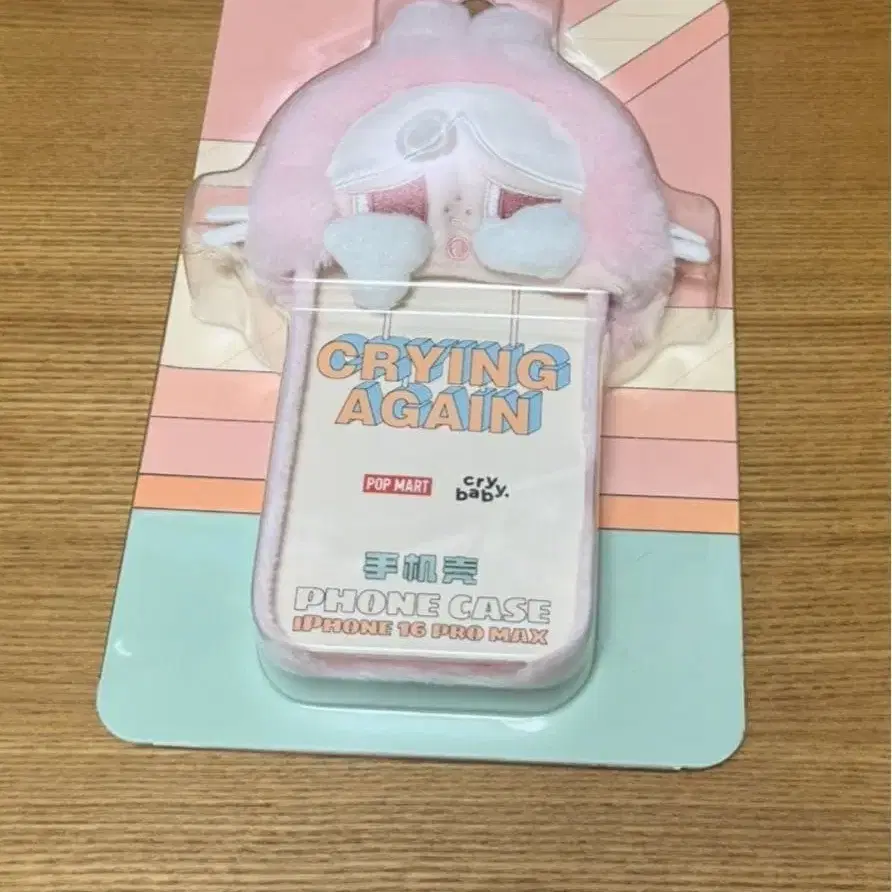 CRYING
AGAIN
POP MART
cry
baby.
手机壳
PHONE CASE
IPHONE 16 PRO MAX